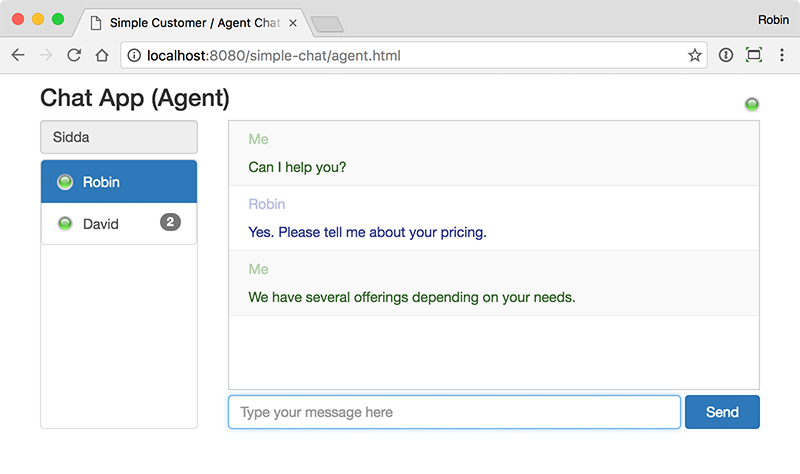 Simple Customer / Agent Chat
Robin
localhost:8080/simple-chat/agent.html
Chat App (Agent)
Sidda
Robin
David 2
Me
Can I help you?
Robin
Yes. Please tell me about your pricing.
Me
We have several offerings depending on your needs.
Type your message here
Send